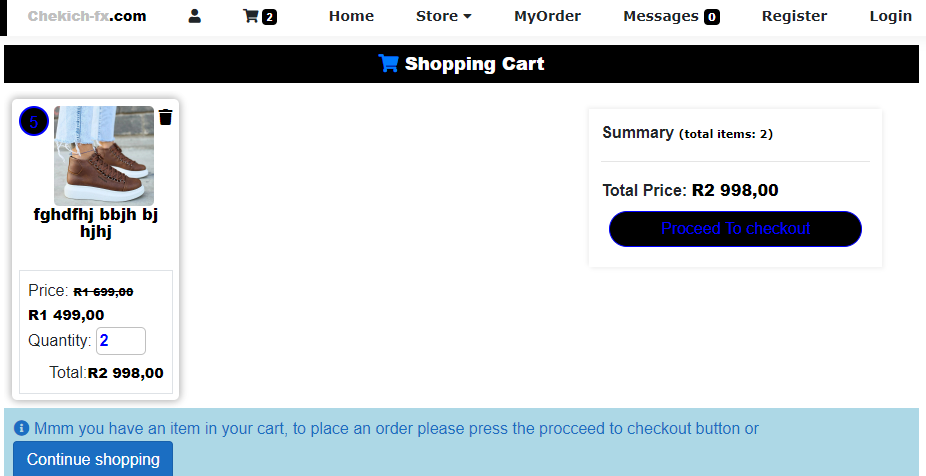 Chekich-fx.com 2 Home Store MyOrder Messages 0 Register Login
Shopping Cart
5
fghdfhj bbjh bj
hjhj
Price: R1 699,00
R1 499,00
Quantity: 2
Total:R2 998,00
Summary (total items: 2)
Total Price: R2 998,00
Proceed To checkout
Mmm you have an item in your cart, to place an order please press the procceed to checkout button or
Continue shopping